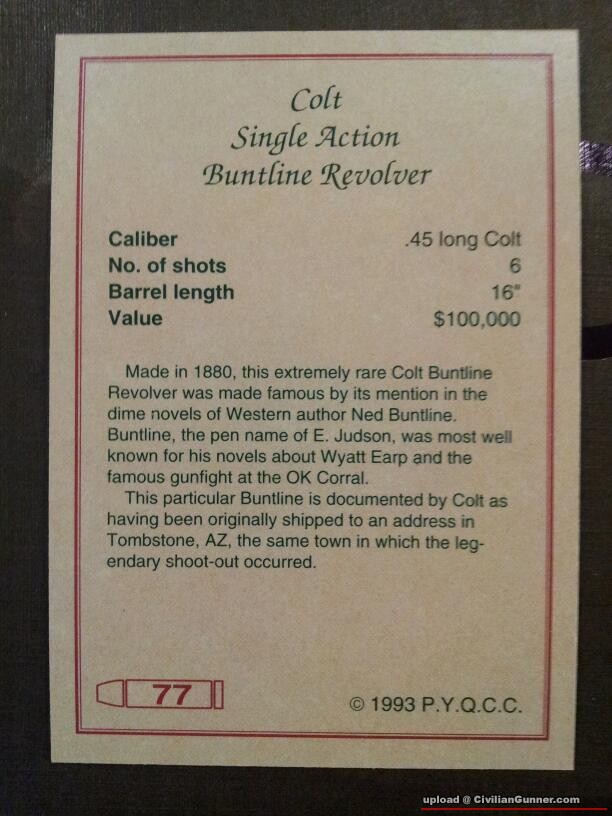 Colt
Single Action
Buntline Revolver
Caliber .45 long Colt
No. of shots 6
Barrel length 16"
Value $100,000
Made in 1880, this extremely rare Colt Buntline
Revolver was made famous by its mention in the
dime novels of Western author Ned Buntline.
Buntline, the pen name of E. Judson, was most well
known for his novels about Wyatt Earp and the
famous gunfight at the OK Corral.
This particular Buntline is documented by Colt as
having been originally shipped to an address in
Tombstone, AZ, the same town in which the leg-
endary shoot-out occurred.
77
© 1993 P.Y.Q.C.C.
upload @ CivilianGunner.com